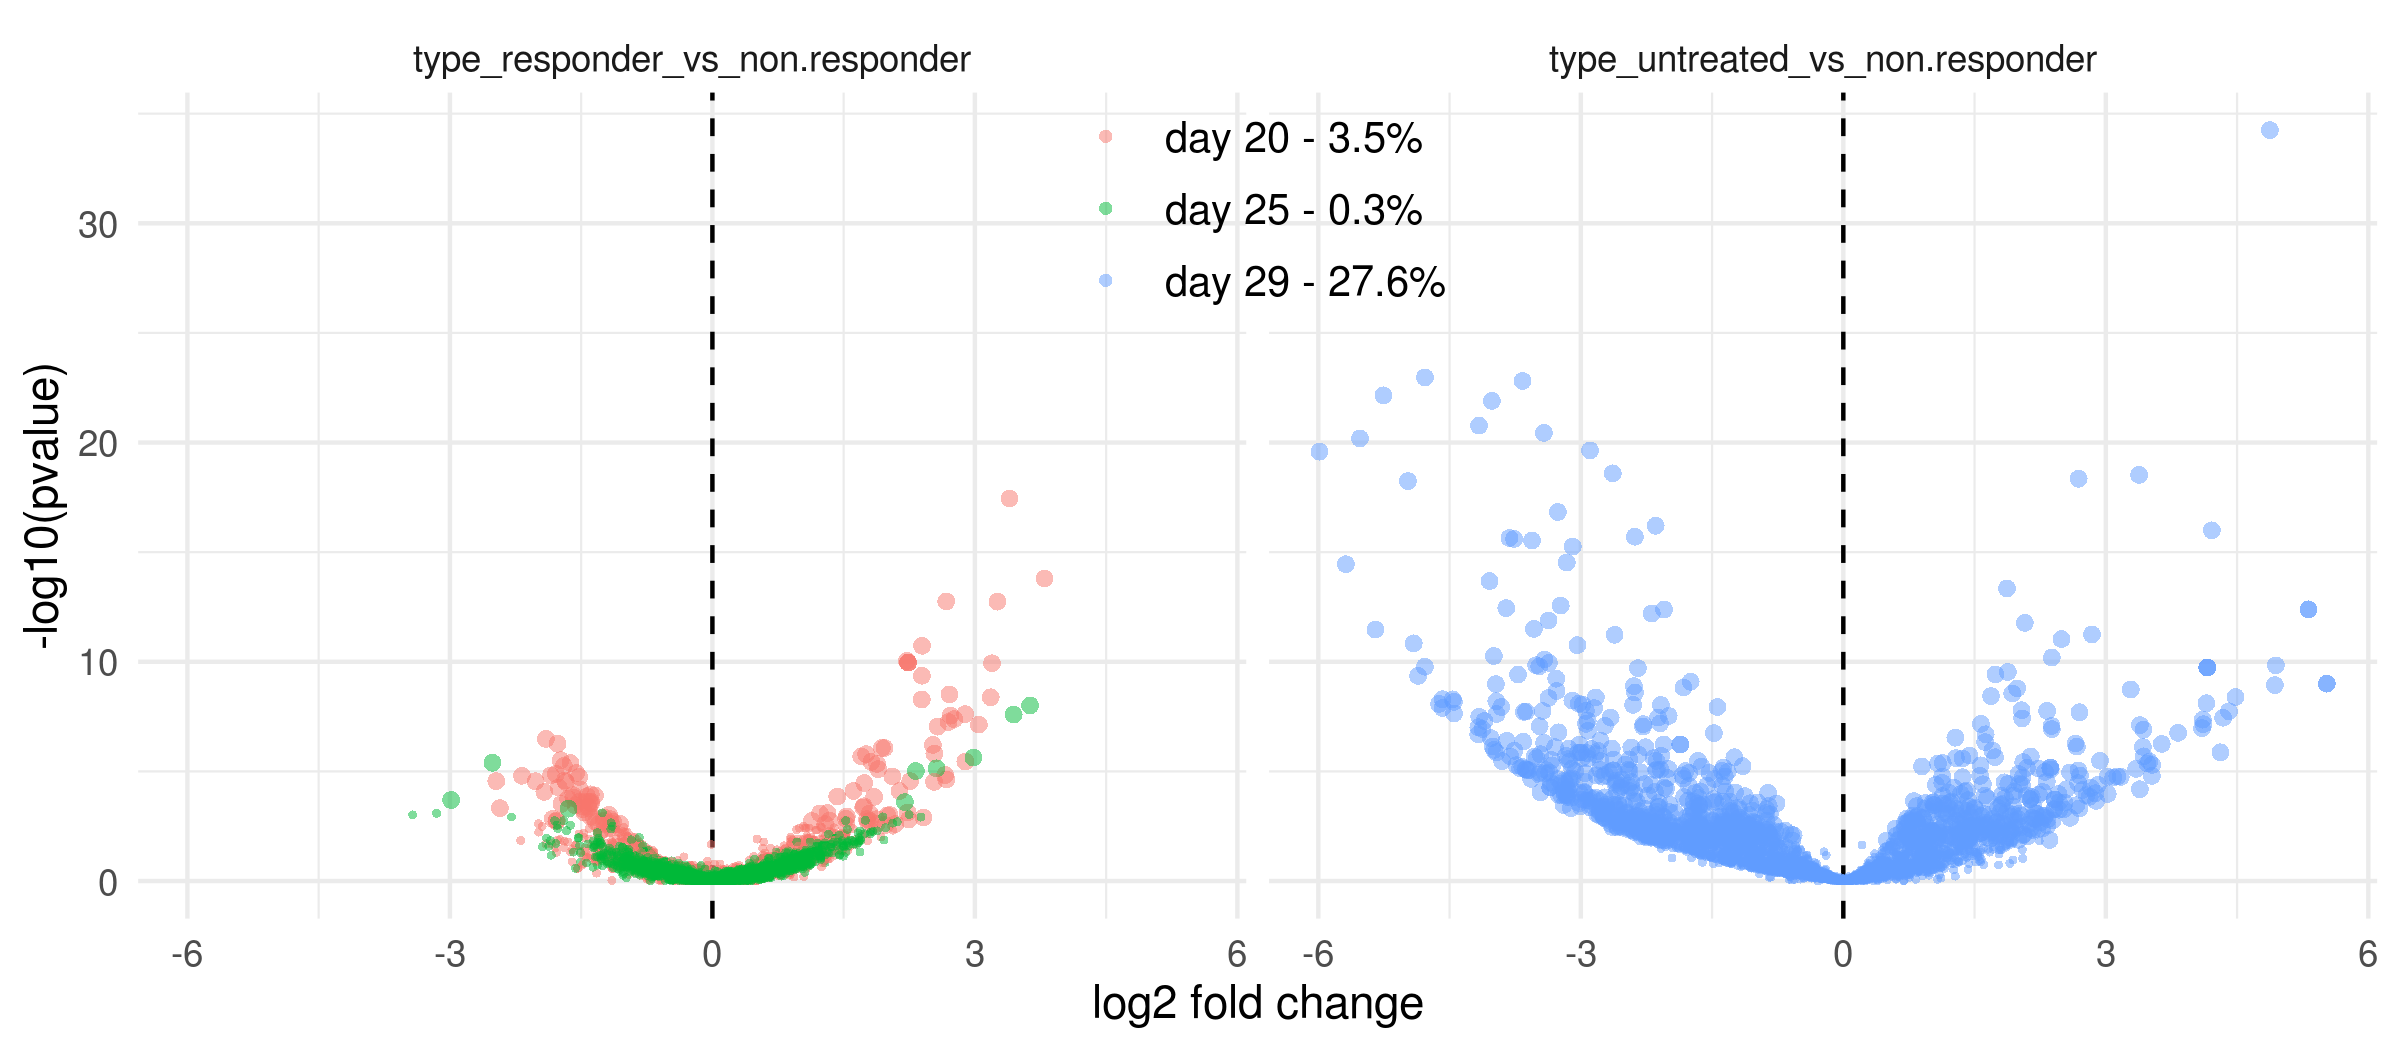 type_responder_vs_non.responder
type_untreated_vs_non.responder
day 20 - 3.5%
day 25 - 0.3%
day 29 - 27.6%
-log10(pvalue)
30
20
10
0
-6 -3 0 3 6
-6 -3 0 3 6
log2 fold change